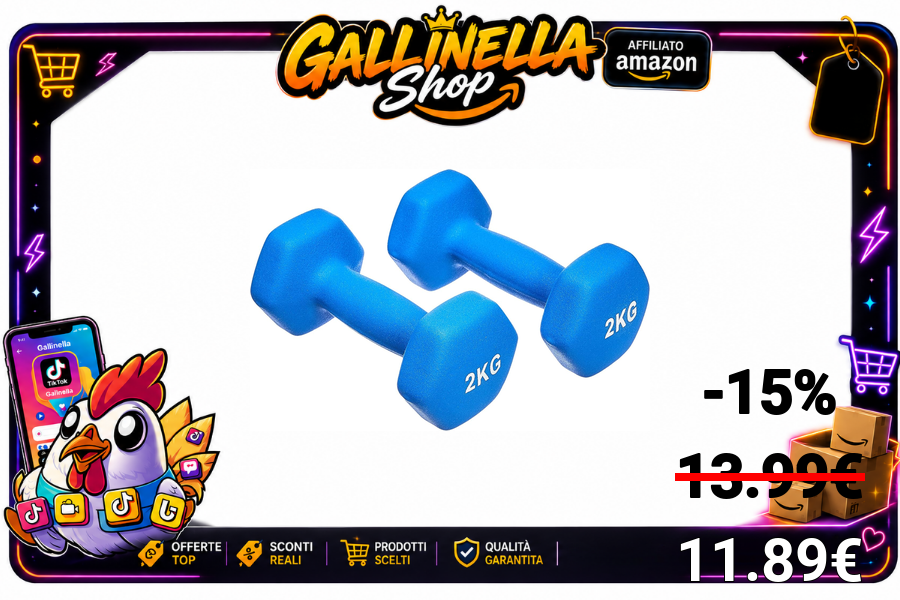 GALLINELLA
Shop
AFFILIATO
amazon
Gallinella
TikTok
Gallinella
2KG
2KG
-15%
13.99€
11.89€
OFFERTE
TOP
SCONTI
REALI
PRODOTTI
SCELTI
QUALITÀ
GARANTITA